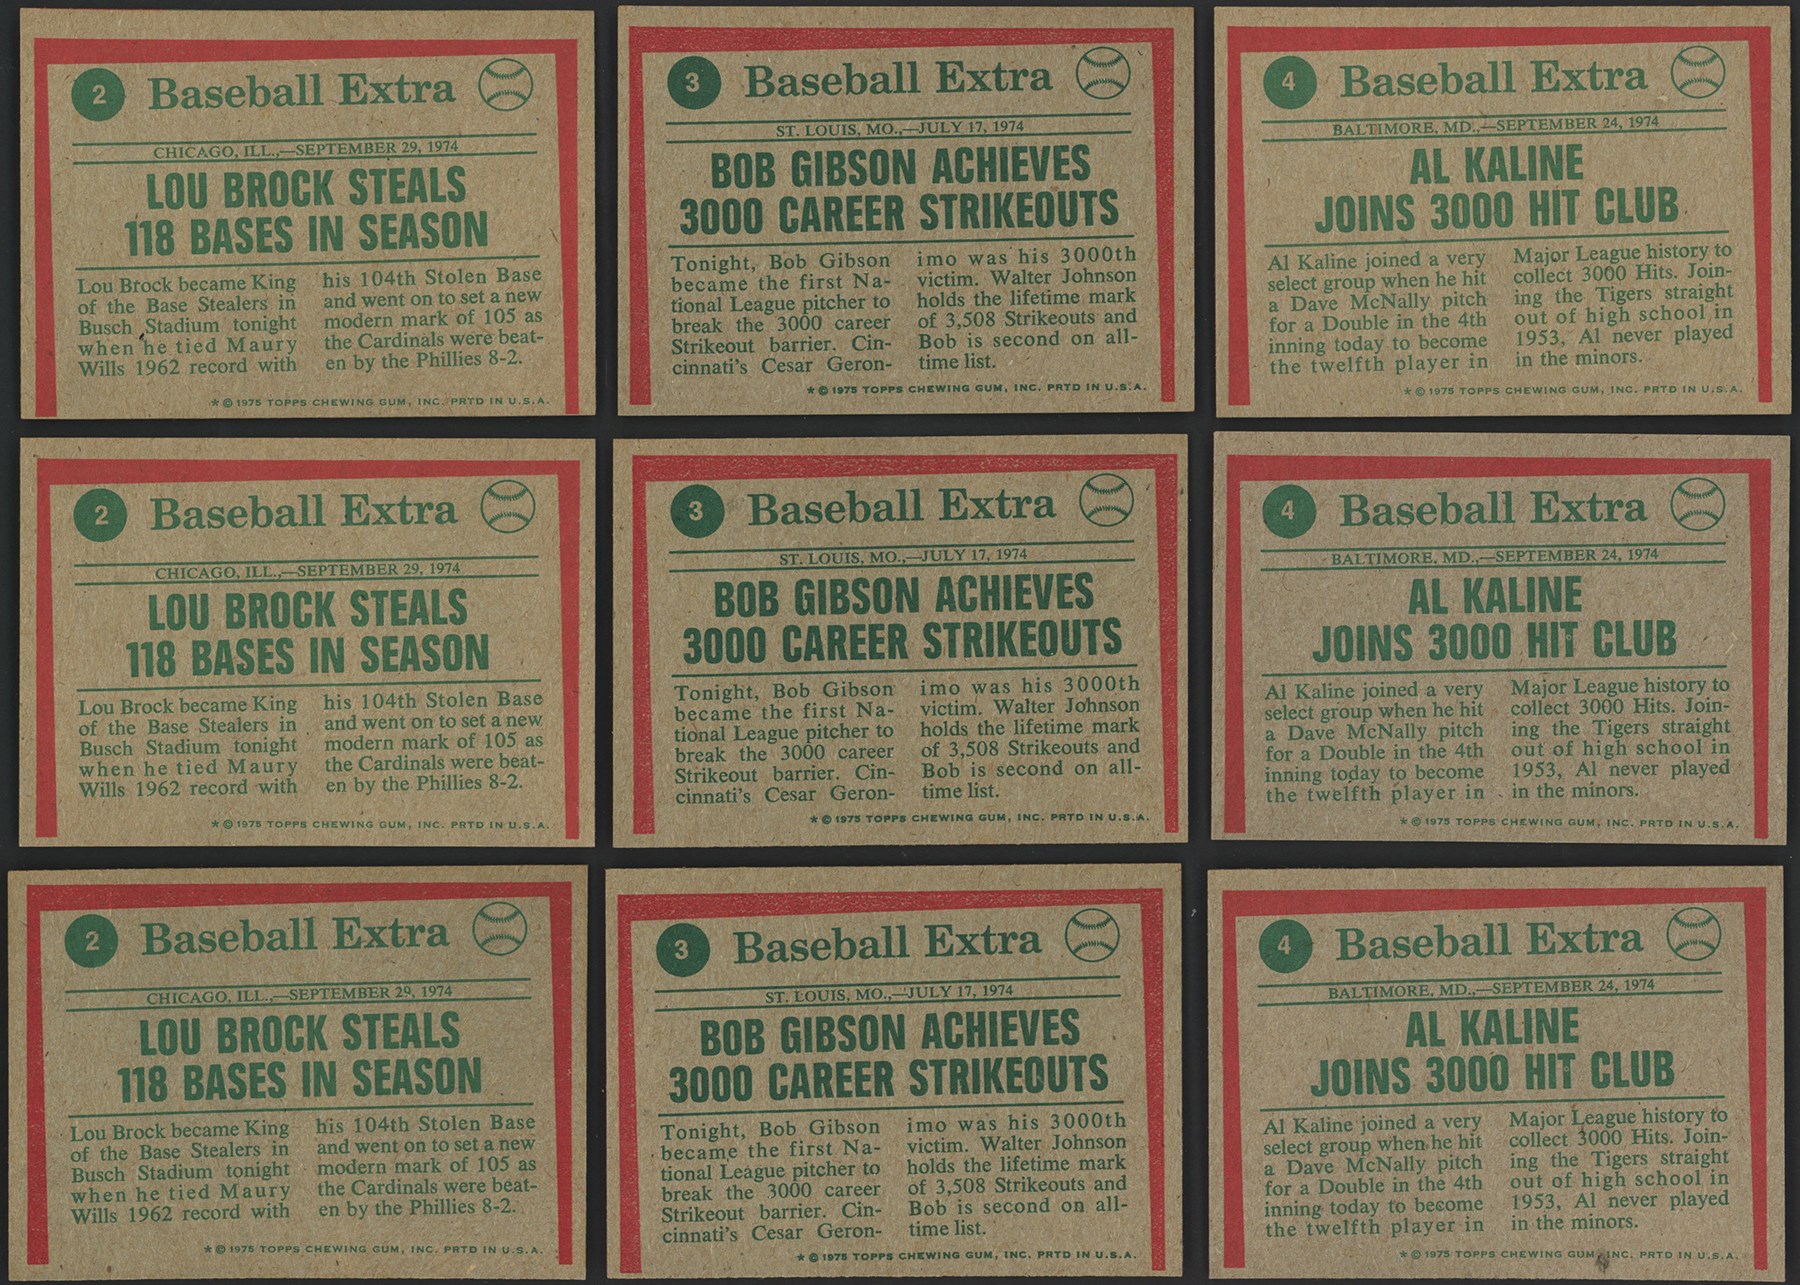 2 Baseball Extra
CHICAGO, ILL.,—SEPTEMBER 29, 1974
LOU BROCK STEALS
118 BASES IN SEASON
Lou Brock became King
of the Base Stealers in
Busch Stadium tonight
when he tied Maury
Wills 1962 record with
his 104th Stolen Base
and went on to set a new
modern mark of 105 as
the Cardinals were beat-
en by the Phillies 8-2.
* © 1975 TOPPS CHEWING GUM, INC. PRTD IN U.S.A.
3 Baseball Extra
ST. LOUIS, MO.,—JULY 17, 1974
BOB GIBSON ACHIEVES
3000 CAREER STRIKEOUTS
Tonight, Bob Gibson
became the first Na-
tional League pitcher to
break the 3000 career
Strikeout barrier. Cin-
cinnati's Cesar Geron-
imo was his 3000th
victim. Walter Johnson
holds the lifetime mark
of 3,508 Strikeouts and
Bob is second on all-
time list.
* © 1975 TOPPS CHEWING GUM, INC. PRTD IN U.S.A.
4 Baseball Extra
BALTIMORE, MD.,—SEPTEMBER 24, 1974
AL KALINE
JOINS 3000 HIT CLUB
Al Kaline joined a very
select group when he hit
a Dave McNally pitch
for a Double in the 4th
inning today to become
the twelfth player in
Major League history to
collect 3000 Hits. Join-
ing the Tigers straight
out of high school in
1953, Al never played
in the minors.
* © 1975 TOPPS CHEWING GUM, INC. PRTD IN U.S.A.
2 Baseball Extra
CHICAGO, ILL.,—SEPTEMBER 29, 1974
LOU BROCK STEALS
118 BASES IN SEASON
Lou Brock became King
of the Base Stealers in
Busch Stadium tonight
when he tied Maury
Wills 1962 record with
his 104th Stolen Base
and went on to set a new
modern mark of 105 as
the Cardinals were beat-
en by the Phillies 8-2.
* © 1975 TOPPS CHEWING GUM, INC. PRTD IN U.S.A.
3 Baseball Extra
ST. LOUIS, MO.,—JULY 17, 1974
BOB GIBSON ACHIEVES
3000 CAREER STRIKEOUTS
Tonight, Bob Gibson
became the first Na-
tional League pitcher to
break the 3000 career
Strikeout barrier. Cin-
cinnati's Cesar Geron-
imo was his 3000th
victim. Walter Johnson
holds the lifetime mark
of 3,508 Strikeouts and
Bob is second on all-
time list.
* © 1975 TOPPS CHEWING GUM, INC. PRTD IN U.S.A.
4 Baseball Extra
BALTIMORE, MD.,—SEPTEMBER 24, 1974
AL KALINE
JOINS 3000 HIT CLUB
Al Kaline joined a very
select group when he hit
a Dave McNally pitch
for a Double in the 4th
inning today to become
the twelfth player in
Major League history to
collect 3000 Hits. Join-
ing the Tigers straight
out of high school in
1953, Al never played
in the minors.
* © 1975 TOPPS CHEWING GUM, INC. PRTD IN U.S.A.
2 Baseball Extra
CHICAGO, ILL.,—SEPTEMBER 29, 1974
LOU BROCK STEALS
118 BASES IN SEASON
Lou Brock became King
of the Base Stealers in
Busch Stadium tonight
when he tied Maury
Wills 1962 record with
his 104th Stolen Base
and went on to set a new
modern mark of 105 as
the Cardinals were beat-
en by the Phillies 8-2.
* © 1975 TOPPS CHEWING GUM, INC. PRTD IN U.S.A.
3 Baseball Extra
ST. LOUIS, MO.,—JULY 17, 1974
BOB GIBSON ACHIEVES
3000 CAREER STRIKEOUTS
Tonight, Bob Gibson
became the first Na-
tional League pitcher to
break the 3000 career
Strikeout barrier. Cin-
cinnati's Cesar Geron-
imo was his 3000th
victim. Walter Johnson
holds the lifetime mark
of 3,508 Strikeouts and
Bob is second on all-
time list.
* © 1975 TOPPS CHEWING GUM, INC. PRTD IN U.S.A.
4 Baseball Extra
BALTIMORE, MD.,—SEPTEMBER 24, 1974
AL KALINE
JOINS 3000 HIT CLUB
Al Kaline joined a very
select group when he hit
a Dave McNally pitch
for a Double in the 4th
inning today to become
the twelfth player in
Major League history to
collect 3000 Hits. Join-
ing the Tigers straight
out of high school in
1953, Al never played
in the minors.
* © 1975 TOPPS CHEWING GUM, INC. PRTD IN U.S.A.